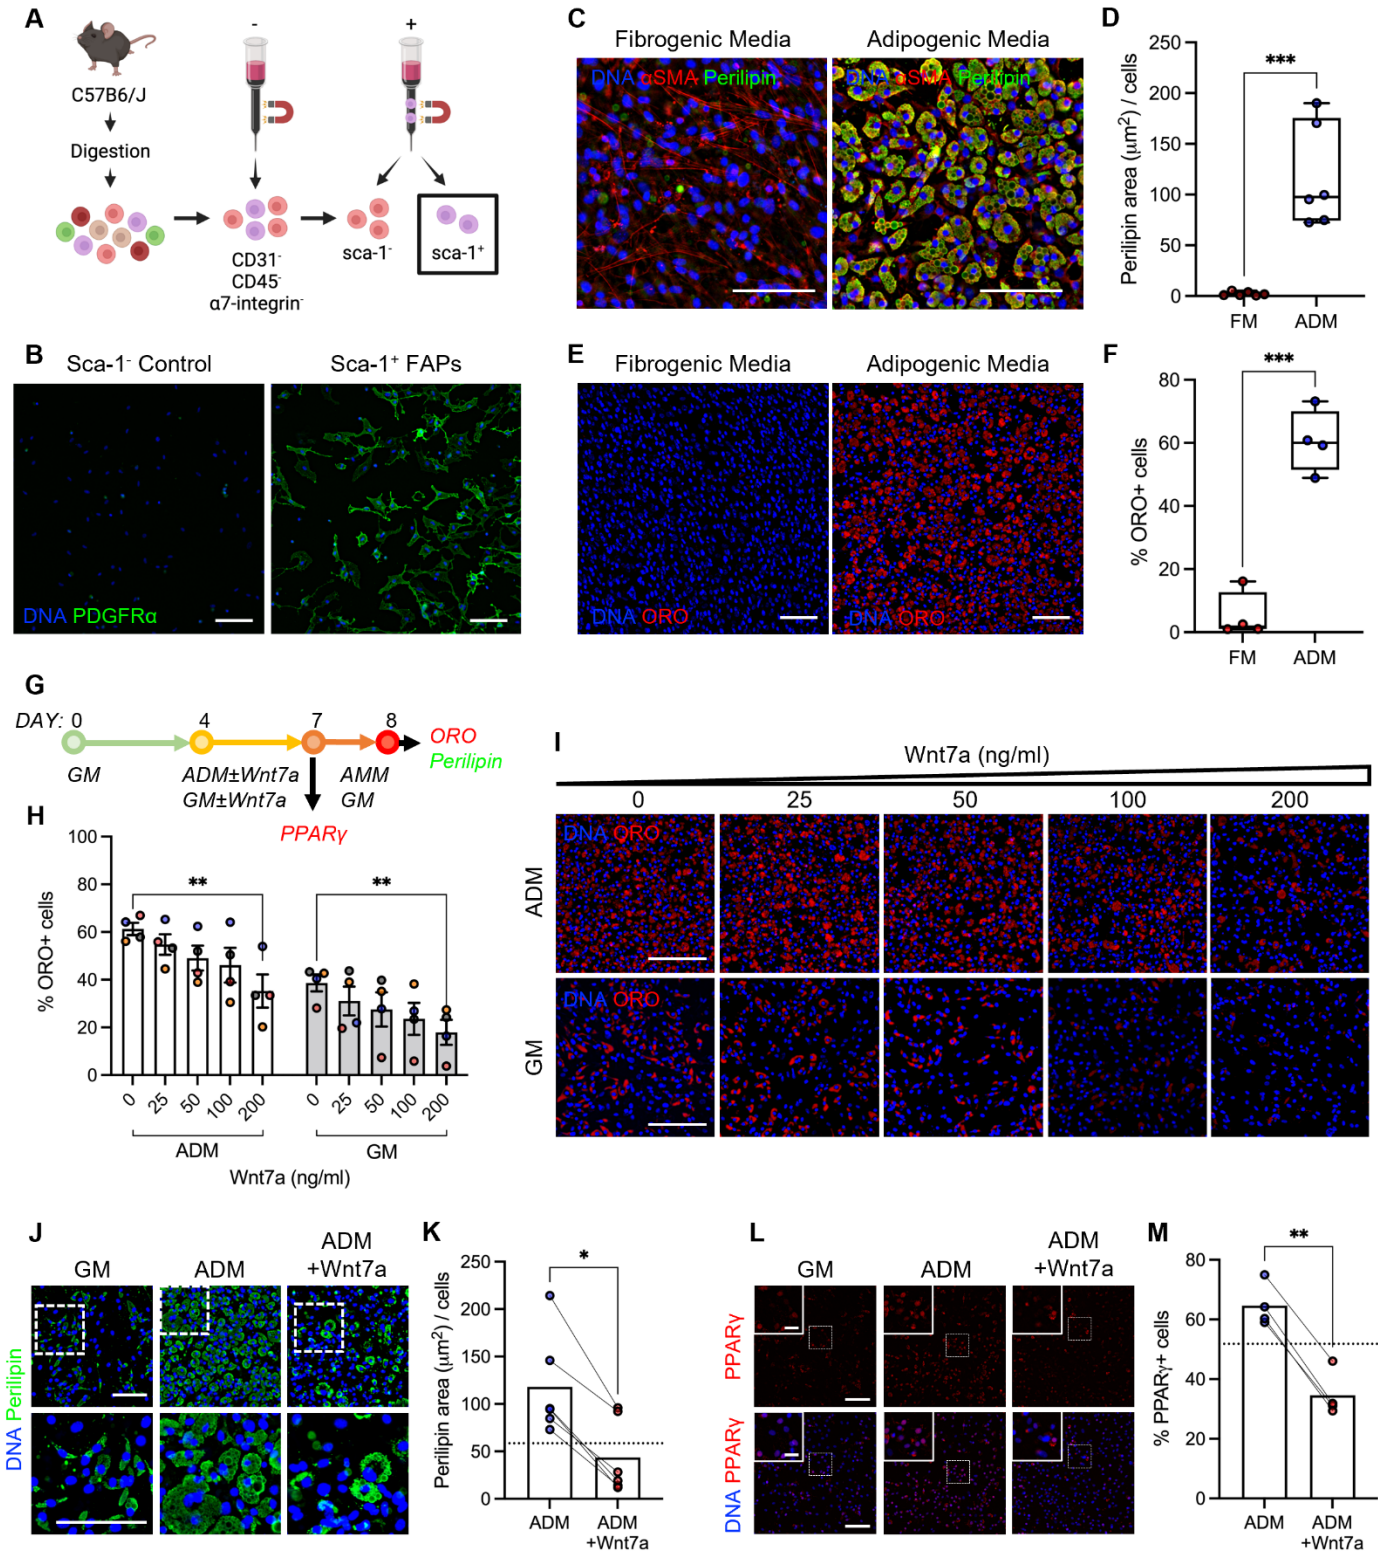 A
C57B6/J
Digestion
-
+
CD31-
CD45-
α7-integrin-
sca-1-
sca-1+
B
Sca-1- Control
Sca-1+ FAPs
DNA PDGFRα
C
Fibrogenic Media
Adipogenic Media
DNA αSMA Perilipin
DNA αSMA Perilipin
D
Perilipin area (μm²) / cells
250
200
150
100
50
0
***
FM
ADM
E
Fibrogenic Media
Adipogenic Media
DNA ORO
DNA ORO
F
% ORO+ cells
80
60
40
20
0
***
FM
ADM
G
DAY: 0
4
7
8
GM
ADM±Wnt7a
GM±Wnt7a
AMM
GM
ORO
Perilipin
PPARγ
H
% ORO+ cells
100
80
60
40
20
0
**
**
0 25 50 100 200
0 25 50 100 200
ADM
GM
Wnt7a (ng/ml)
I
Wnt7a (ng/ml)
0 25 50 100 200
ADM
DNA ORO
GM
DNA ORO
J
GM
ADM
ADM
+Wnt7a
DNA Perilipin
K
Perilipin area (μm²) / cells
250
200
150
100
50
0
*
ADM
ADM
+Wnt7a
L
GM
ADM
ADM
+Wnt7a
PPARγ
DNA PPARγ
M
% PPARγ+ cells
80
60
40
20
0
**
ADM
ADM
+Wnt7a